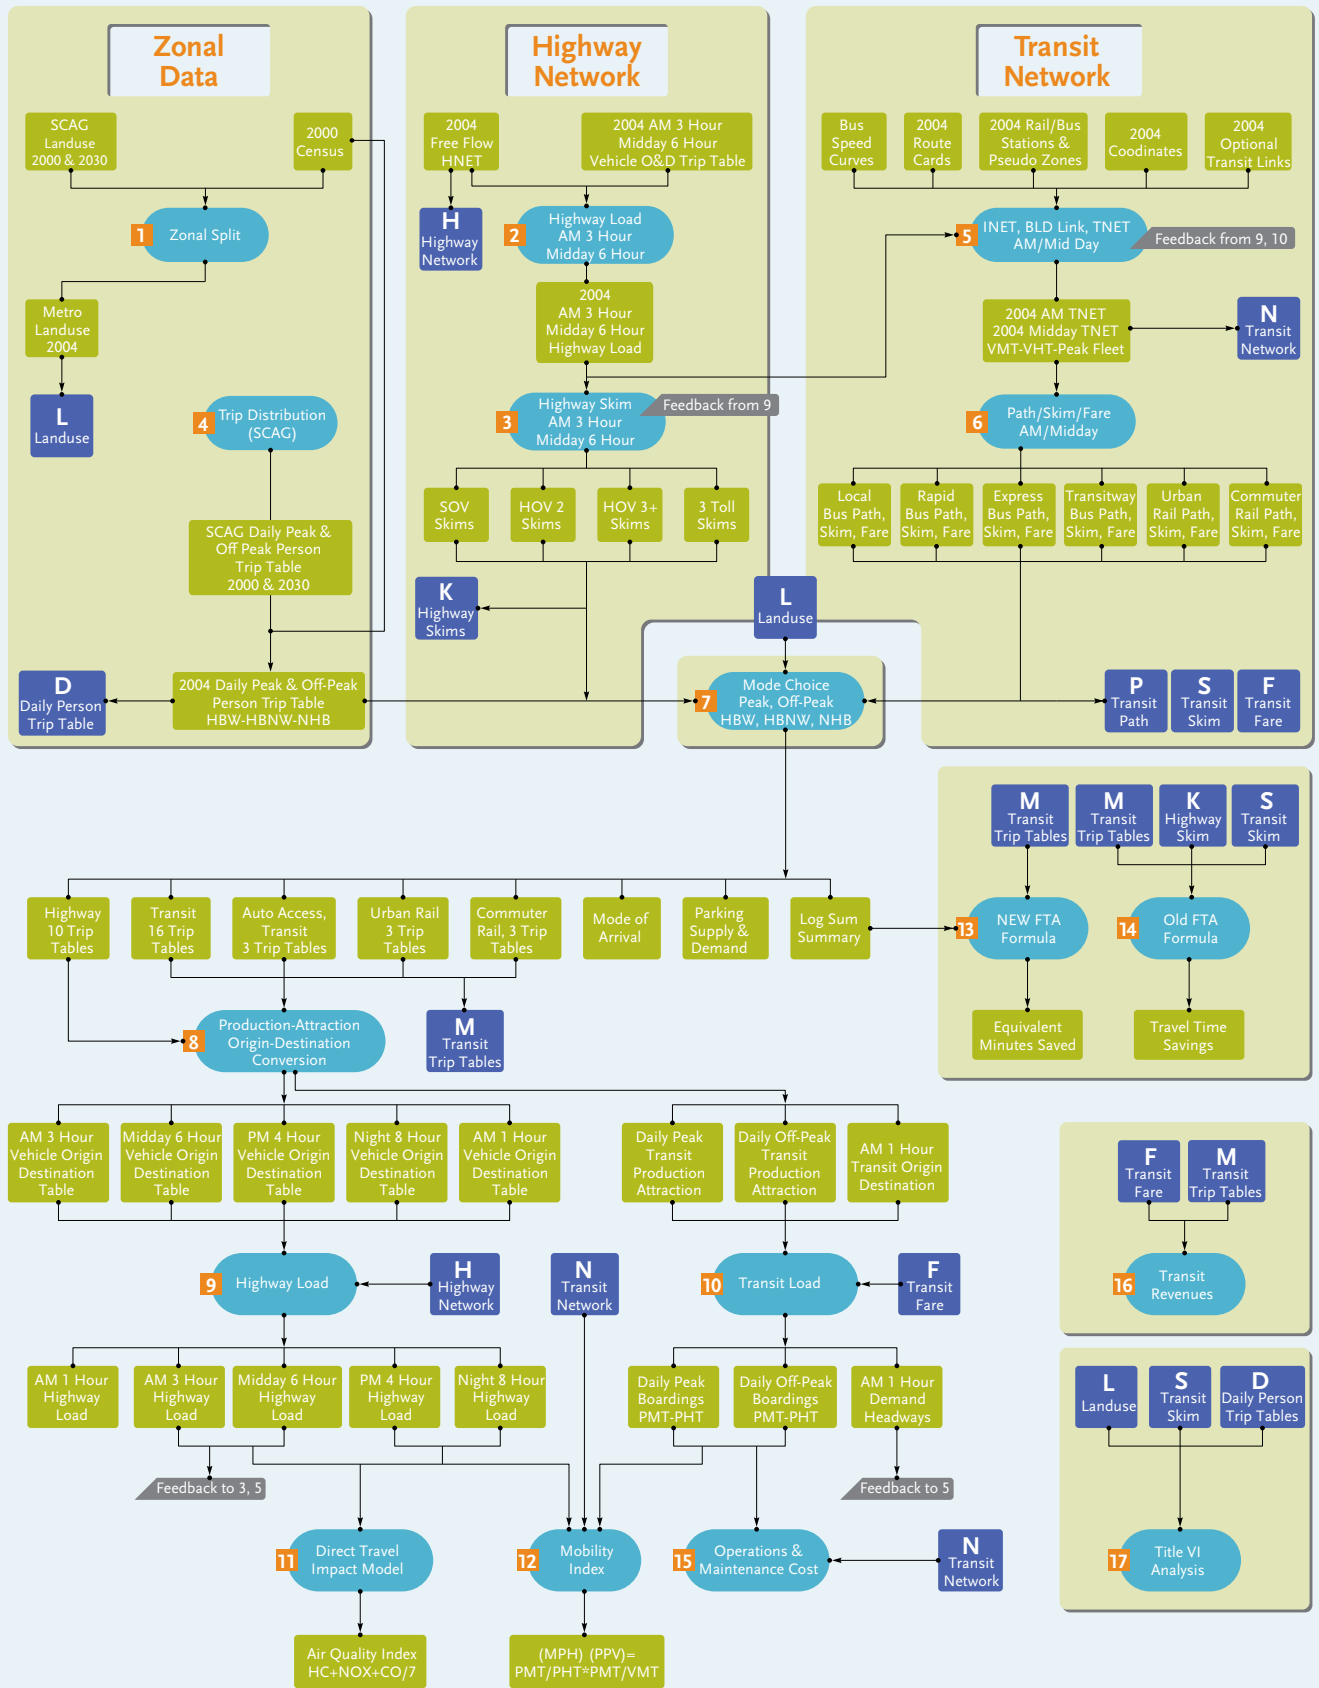 Zonal
Data
Highway
Network
Transit
Network
SCAG
Landuse
2000 & 2030
2000
Census
2004
Free Flow
HNET
2004 AM 3 Hour
Midday 6 Hour
Vehicle O&D Trip Table
Bus
Speed
Curves
2004
Route
Cards
2004 Rail/Bus
Stations &
Pseudo Zones
2004
Coodinates
2004
Optional
Transit Links
1
Zonal Split
H
Highway
Network
2
Highway Load
AM 3 Hour
Midday 6 Hour
5
INET, BLD Link, TNET
AM/Mid Day
Feedback from 9, 10
Metro
Landuse
2004
2004
AM 3 Hour
Midday 6 Hour
Highway Load
2004 AM TNET
2004 Midday TNET
VMT-VHT-Peak Fleet
N
Transit
Network
L
Landuse
4
Trip Distribution
(SCAG)
3
Highway Skim
AM 3 Hour
Midday 6 Hour
Feedback from 9
6
Path/Skim/Fare
AM/Midday
SOV
Skims
HOV 2
Skims
HOV 3+
Skims
3 Toll
Skims
Local
Bus Path,
Skim, Fare
Rapid
Bus Path,
Skim, Fare
Express
Bus Path,
Skim, Fare
Transitway
Bus Path,
Skim, Fare
Urban
Rail Path,
Skim, Fare
Commuter
Rail Path,
Skim, Fare
SCAG Daily Peak &
Off Peak Person
Trip Table
2000 & 2030
K
Highway
Skims
L
Landuse
D
Daily Person
Trip Table
2004 Daily Peak & Off-Peak
Person Trip Table
HBW-HBNW-NHB
7
Mode Choice
Peak, Off-Peak
HBW, HBNW, NHB
P
Transit
Path
S
Transit
Skim
F
Transit
Fare
M
Transit
Trip Tables
M
Transit
Trip Tables
K
Highway
Skim
S
Transit
Skim
Highway
10 Trip
Tables
Transit
16 Trip
Tables
Auto Access,
Transit
3 Trip Tables
Urban Rail
3 Trip
Tables
Commuter
Rail, 3 Trip
Tables
Mode of
Arrival
Parking
Supply &
Demand
Log Sum
Summary
13
NEW FTA
Formula
14
Old FTA
Formula
8
Production-Attraction
Origin-Destination
Conversion
M
Transit
Trip Tables
Equivalent
Minutes Saved
Travel Time
Savings
AM 3 Hour
Vehicle Origin
Destination
Table
Midday 6 Hour
Vehicle Origin
Destination
Table
PM 4 Hour
Vehicle Origin
Destination
Table
Night 8 Hour
Vehicle Origin
Destination
Table
AM 1 Hour
Vehicle Origin
Destination
Table
Daily Peak
Transit
Production
Attraction
Daily Off-Peak
Transit
Production
Attraction
AM 1 Hour
Transit Origin
Destination
F
Transit
Fare
M
Transit
Trip Tables
9
Highway Load
H
Highway
Network
N
Transit
Network
10
Transit Load
F
Transit
Fare
16
Transit
Revenues
AM 1 Hour
Highway
Load
AM 3 Hour
Highway
Load
Midday 6 Hour
Highway
Load
PM 4 Hour
Highway
Load
Night 8 Hour
Highway
Load
Daily Peak
Boardings
PMT-PHT
Daily Off-Peak
Boardings
PMT-PHT
AM 1 Hour
Demand
Headways
L
Landuse
S
Transit
Skim
D
Daily Person
Trip Tables
Feedback to 3, 5
Feedback to 5
11
Direct Travel
Impact Model
12
Mobility
Index
15
Operations &
Maintenance Cost
N
Transit
Network
17
Title VI
Analysis
Air Quality Index
HC+NOX+CO/7
(MPH) (PPV)=
PMT/PHT*PMT/VMT